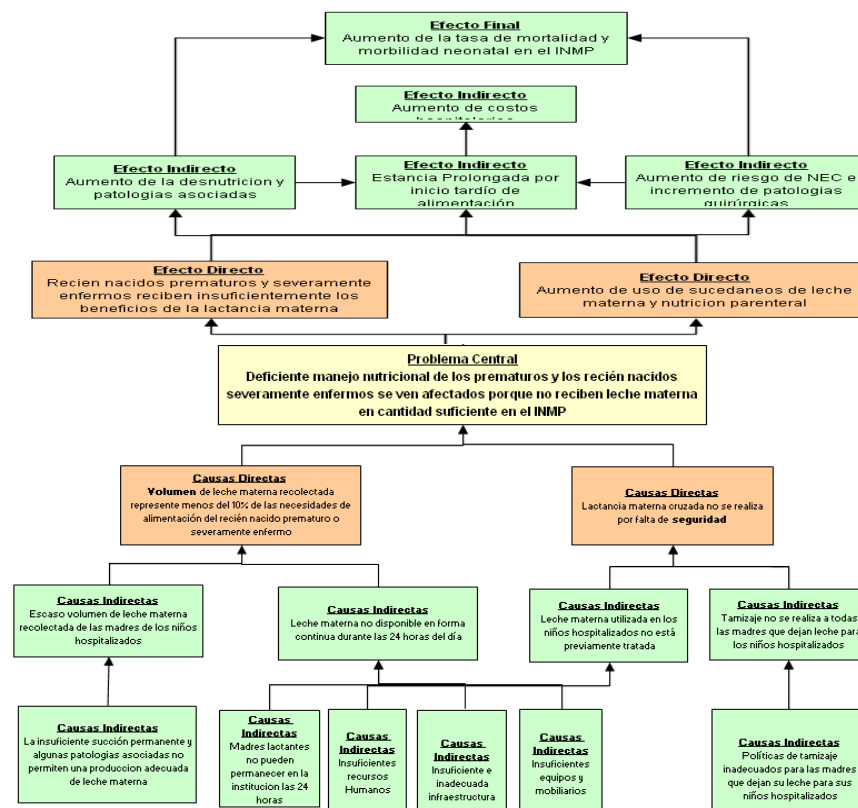 Efecto Final
Aumento de la tasa de mortalidad y
morbilidad neonatal en el INMP
Efecto Indirecto
Aumento de costos
Efecto Indirecto
Aumento de la desnutricion y
patologias asociadas
Efecto Indirecto
Estancia Prolongada por
inicio tardío de
alimentación
Efecto Indirecto
Aumento de riesgo de NEC e
incremento de patologias
quirúrgicas
Efecto Directo
Recien nacidos prematuros y severamente
enfermos reciben insuficientemente los
beneficios de la lactancia materna
Efecto Directo
Aumento de uso de sucedaneos de leche
materna y nutricion parenteral
Problema Central
Deficiente manejo nutricional de los prematuros y los recién nacidos
severamente enfermos se ven afectados porque no reciben leche materna
en cantidad suficiente en el INMP
Causas Directas
Volumen de leche materna recolectada
represente menos del 10% de las necesidades de
alimentación del recién nacido prematuro o
severamente enfermo
Causas Directas
Lactancia materna cruzada no se realiza
por falta de seguridad
Causas Indirectas
Escaso volumen de leche materna
recolectada de las madres de los niños
hospitalizados
Causas Indirectas
Leche materna no disponible en forma
continua durante las 24 horas del día
Causas Indirectas
Leche materna utilizada en los
niños hospitalizados no está
previamente tratada
Causas Indirectas
Tamizaje no se realiza a todas
las madres que dejan leche para
los niños hospitalizados
Causas Indirectas
La insuficiente succión permanente y
algunas patologias asociadas no
permiten una produccion adecuada
de leche materna
Causas
Indirectas
Madres lactantes
no pueden
permanecer en la
institucion las 24
horas
Causas
Indirectas
Insuficientes
recursos
Humanos
Causas
Indirectas
Insuficiente e
inadecuada
infraestructura
Causas
Indirectas
Insuficientes
equipos y
mobiliarios
Causas Indirectas
Políticas de tamizaje
inadecuados para las madres
que dejan su leche para sus
niños hospitalizados